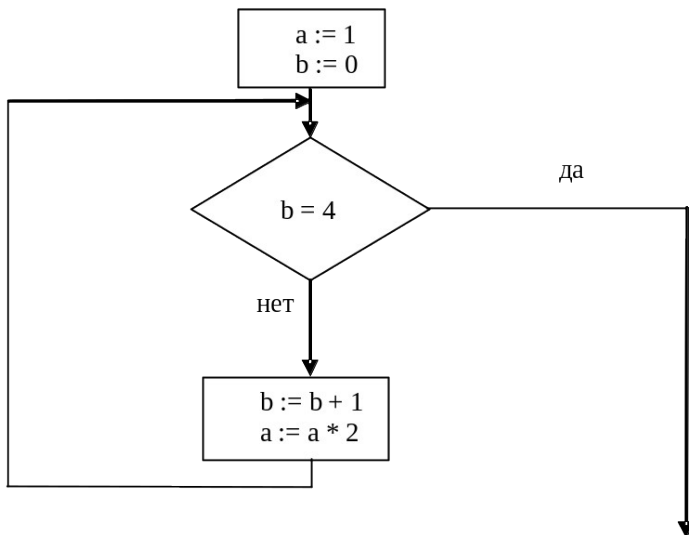 a := 1
b := 0
да
b = 4
нет
b := b + 1
a := a * 2